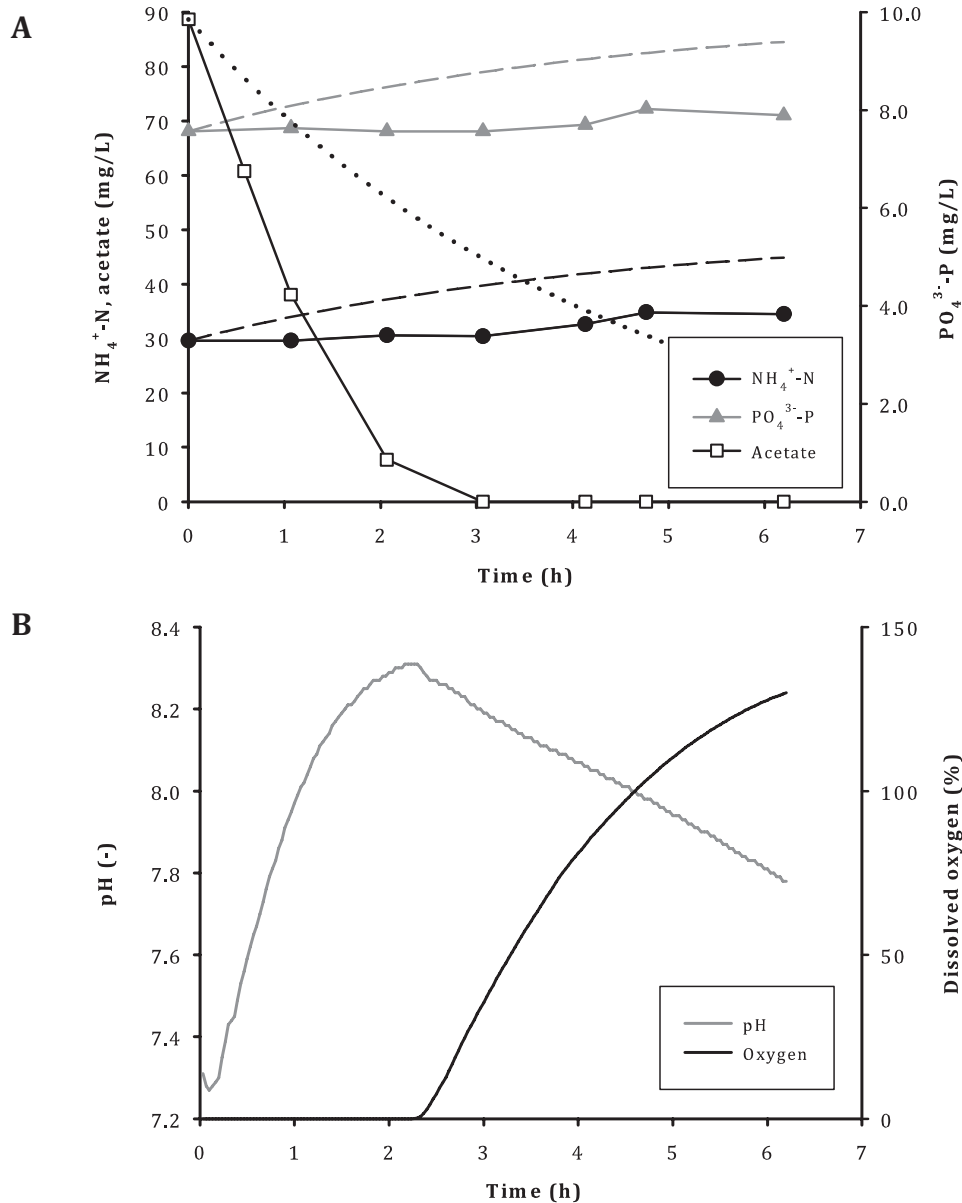 A
90
80
70
60
50
40
30
20
10
0
NH₄⁺-N, acetate (mg/L)
10.0
8.0
6.0
4.0
2.0
0.0
PO₄³⁻-P (mg/L)
NH₄⁺-N
PO₄³⁻-P
Acetate
0 1 2 3 4 5 6 7
Time (h)
B
8.4
8.2
8.0
7.8
7.6
7.4
7.2
pH (-)
150
100
50
0
Dissolved oxygen (%)
pH
Oxygen
0 1 2 3 4 5 6 7
Time (h)